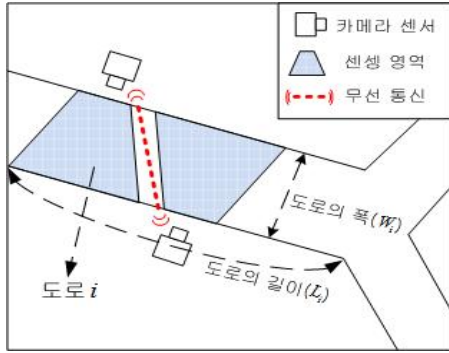 카메라 센서
센셍 영역
무선 통신
도로의 폭(Wᵢ)
도로의 길이(Lᵢ)
도로 i